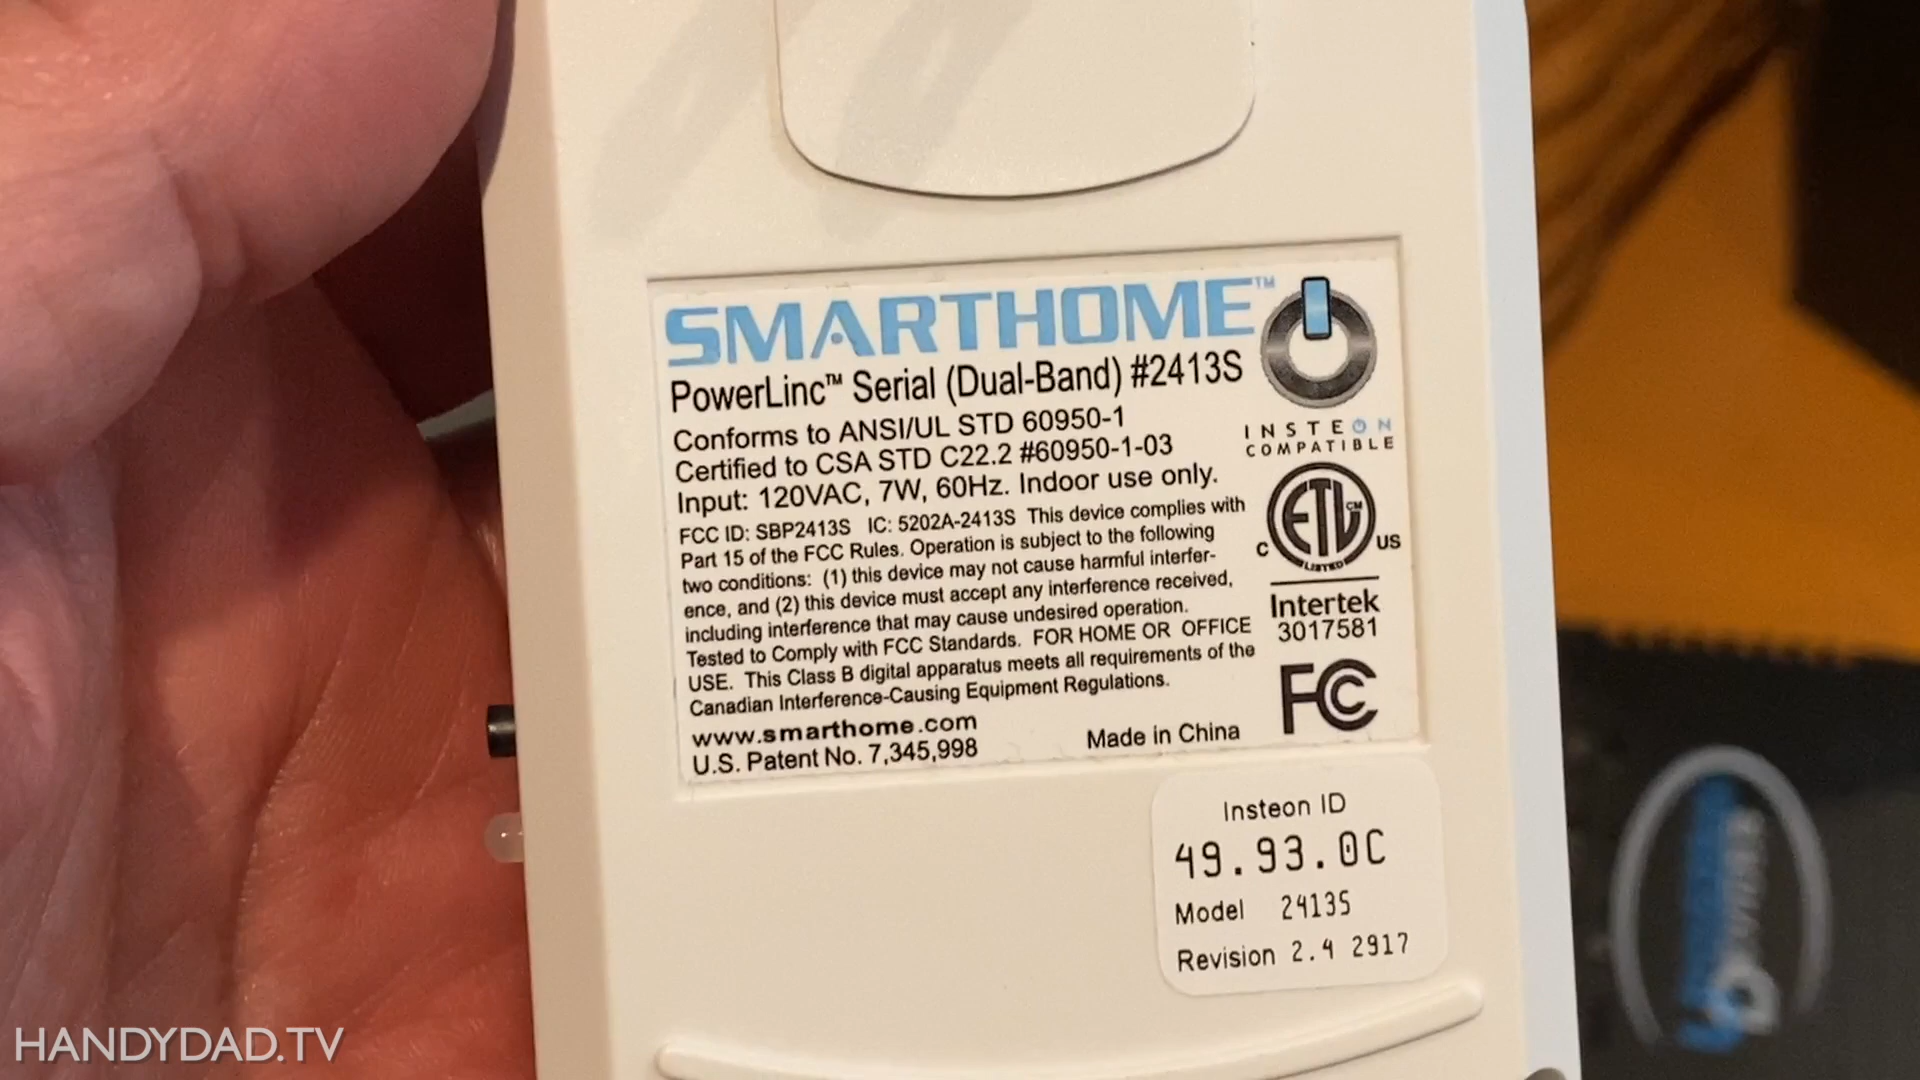 SMARTHOME™
PowerLinc™ Serial (Dual-Band) #2413S
Conforms to ANSI/UL STD 60950-1
Certified to CSA STD C22.2 #60950-1-03
Input: 120VAC, 7W, 60Hz. Indoor use only.
FCC ID: SBP2413S IC: 5202A-2413S This device complies with
Part 15 of the FCC Rules. Operation is subject to the following
two conditions: (1) this device may not cause harmful interfer-
ence, and (2) this device must accept any interference received,
including interference that may cause undesired operation.
Tested to Comply with FCC Standards. FOR HOME OR OFFICE
USE. This Class B digital apparatus meets all requirements of the
Canadian Interference-Causing Equipment Regulations.
www.smarthome.com
U.S. Patent No. 7,345,998
Made in China
INSTEON
COMPATIBLE
ETL CM
LISTED
C US
Intertek
3017581
FC
Insteon ID
49.93.0C
Model 2413S
Revision 2.4 2917
HANDYDAD.TV